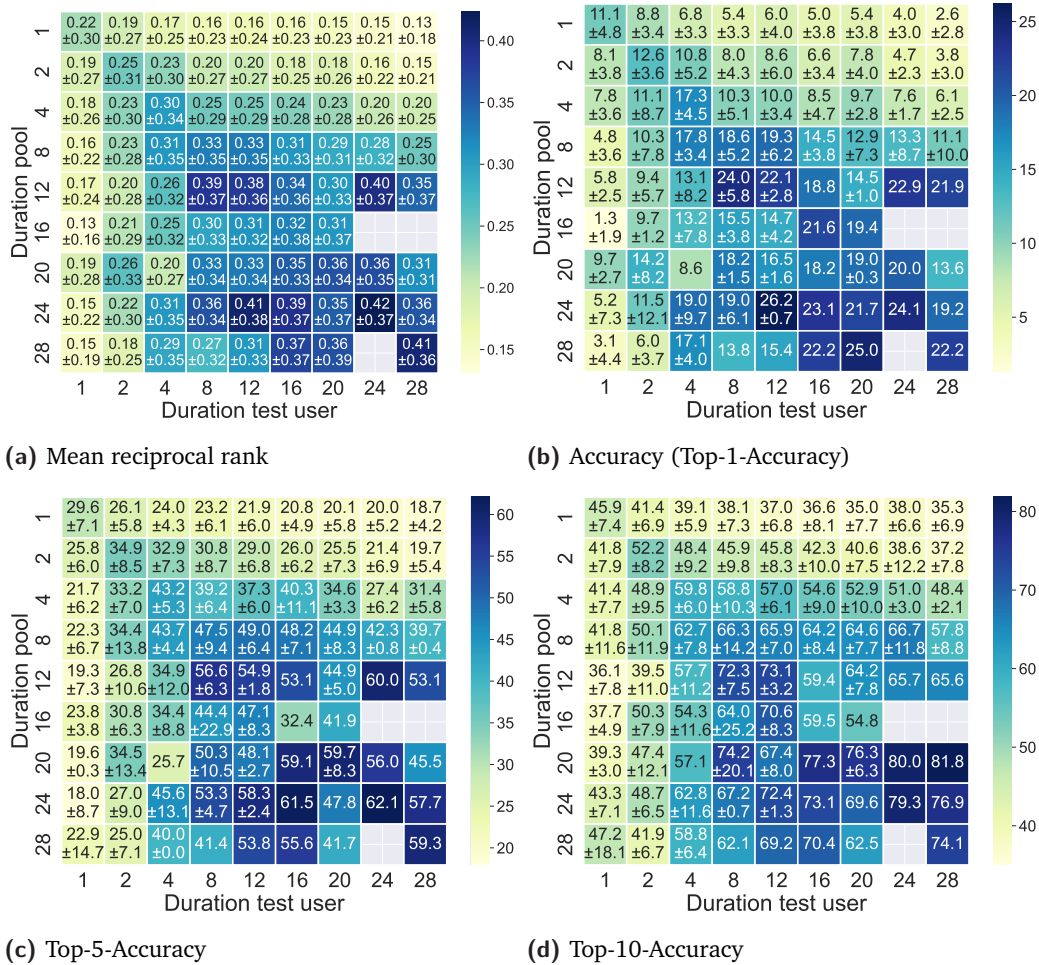 Duration pool
1 0.22 0.19 0.17 0.16 0.16 0.16 0.15 0.15 0.13
±0.30 ±0.27 ±0.25 ±0.23 ±0.24 ±0.23 ±0.23 ±0.21 ±0.18
2 0.19 0.25 0.23 0.20 0.20 0.18 0.18 0.16 0.15
±0.27 ±0.31 ±0.30 ±0.27 ±0.27 ±0.25 ±0.26 ±0.22 ±0.21
4 0.18 0.23 0.30 0.25 0.25 0.24 0.23 0.20 0.20
±0.26 ±0.30 ±0.34 ±0.29 ±0.29 ±0.28 ±0.28 ±0.26 ±0.25
8 0.16 0.23 0.31 0.33 0.33 0.31 0.29 0.28 0.25
±0.22 ±0.28 ±0.35 ±0.35 ±0.35 ±0.33 ±0.31 ±0.32 ±0.30
12 0.17 0.20 0.26 0.39 0.38 0.34 0.30 0.40 0.35
±0.24 ±0.28 ±0.32 ±0.37 ±0.36 ±0.36 ±0.33 ±0.37 ±0.37
16 0.13 0.21 0.25 0.30 0.31 0.32 0.31
±0.16 ±0.29 ±0.32 ±0.33 ±0.32 ±0.38 ±0.37
20 0.19 0.26 0.20 0.33 0.33 0.35 0.36 0.36 0.31
±0.28 ±0.33 ±0.27 ±0.34 ±0.34 ±0.35 ±0.34 ±0.35 ±0.31
24 0.15 0.22 0.31 0.36 0.41 0.39 0.35 0.42 0.36
±0.22 ±0.30 ±0.35 ±0.34 ±0.38 ±0.37 ±0.37 ±0.37 ±0.34
28 0.15 0.18 0.29 0.27 0.31 0.37 0.36 0.41
±0.19 ±0.25 ±0.35 ±0.32 ±0.33 ±0.37 ±0.39 ±0.36
1 2 4 8 12 16 20 24 28
Duration test user
0.40
0.35
0.30
0.25
0.20
0.15
(a) Mean reciprocal rank
Duration pool
1 11.1 8.8 6.8 5.4 6.0 5.0 5.4 4.0 2.6
±4.8 ±3.4 ±3.3 ±3.3 ±4.0 ±3.8 ±3.8 ±3.0 ±2.8
2 8.1 12.6 10.8 8.0 8.6 6.6 7.8 4.7 3.8
±3.8 ±3.6 ±5.2 ±4.3 ±6.0 ±3.4 ±4.0 ±2.3 ±3.0
4 7.8 11.1 17.3 10.3 10.0 8.5 9.7 7.6 6.1
±3.6 ±8.7 ±4.5 ±5.1 ±3.4 ±4.7 ±2.8 ±1.7 ±2.5
8 4.8 10.3 17.8 18.6 19.3 14.5 12.9 13.3 11.1
±3.6 ±7.8 ±3.4 ±5.2 ±6.2 ±3.8 ±7.3 ±8.7 ±10.0
12 5.8 9.4 13.1 24.0 22.1 18.8 14.5 22.9 21.9
±2.5 ±5.7 ±8.2 ±5.8 ±2.8 ±1.0
16 1.3 9.7 13.2 15.5 14.7 21.6 19.4
±1.9 ±1.2 ±7.8 ±3.8 ±4.2
20 9.7 14.2 8.6 18.2 16.5 18.2 19.0 20.0 13.6
±2.7 ±8.2 ±1.5 ±1.6 ±0.3
24 5.2 11.5 19.0 19.0 26.2 23.1 21.7 24.1 19.2
±7.3 ±12.1 ±9.7 ±6.1 ±0.7
28 3.1 6.0 17.1 13.8 15.4 22.2 25.0 22.2
±4.4 ±3.7 ±4.0
1 2 4 8 12 16 20 24 28
Duration test user
25
20
15
10
5
(b) Accuracy (Top-1-Accuracy)
Duration pool
1 29.6 26.1 24.0 23.2 21.9 20.8 20.1 20.0 18.7
±7.1 ±5.8 ±4.3 ±6.1 ±6.0 ±4.9 ±5.8 ±5.2 ±4.2
2 25.8 34.9 32.9 30.8 29.0 26.0 25.5 21.4 19.7
±6.0 ±8.5 ±7.3 ±8.7 ±6.8 ±6.2 ±7.3 ±6.9 ±5.4
4 21.7 33.2 43.2 39.2 37.3 40.3 34.6 27.4 31.4
±6.2 ±7.0 ±5.3 ±6.4 ±6.0 ±11.1 ±3.3 ±6.2 ±5.8
8 22.3 34.4 43.7 47.5 49.0 48.2 44.9 42.3 39.7
±6.7 ±13.8 ±4.4 ±9.4 ±6.4 ±7.1 ±8.3 ±0.8 ±0.4
12 19.3 26.8 34.9 56.6 54.9 53.1 44.9 60.0 53.1
±7.3 ±10.6 ±12.0 ±6.3 ±1.8 ±5.0
16 23.8 30.8 34.4 44.4 47.1 32.4 41.9
±3.8 ±6.3 ±8.8 ±22.9 ±8.3
20 19.6 34.5 25.7 50.3 48.1 59.1 59.7 56.0 45.5
±0.3 ±13.4 ±10.5 ±2.7 ±8.3
24 18.0 27.0 45.6 53.3 58.3 61.5 47.8 62.1 57.7
±8.7 ±9.0 ±13.1 ±4.7 ±2.4
28 22.9 25.0 40.0 41.4 53.8 55.6 41.7 59.3
±14.7 ±7.1 ±0.0
1 2 4 8 12 16 20 24 28
Duration test user
60
55
50
45
40
35
30
25
20
(c) Top-5-Accuracy
Duration pool
1 45.9 41.4 39.1 38.1 37.0 36.6 35.0 38.0 35.3
±7.4 ±6.9 ±5.9 ±7.3 ±6.8 ±8.1 ±7.7 ±6.6 ±6.9
2 41.8 52.2 48.4 45.9 45.8 42.3 40.6 38.6 37.2
±7.9 ±8.2 ±9.2 ±9.8 ±8.3 ±10.0 ±7.5 ±12.2 ±7.8
4 41.4 48.9 59.8 58.8 57.0 54.6 52.9 51.0 48.4
±7.7 ±9.5 ±6.0 ±10.3 ±6.1 ±9.0 ±10.0 ±3.0 ±2.1
8 41.8 50.1 62.7 66.3 65.9 64.2 64.6 66.7 57.8
±11.6 ±11.9 ±7.8 ±14.2 ±7.0 ±8.4 ±7.7 ±11.8 ±8.8
12 36.1 39.5 57.7 72.3 73.1 59.4 64.2 65.7 65.6
±7.8 ±11.0 ±11.2 ±7.5 ±3.2 ±7.8
16 37.7 50.3 54.3 64.0 70.6 59.5 54.8
±4.9 ±7.9 ±11.6 ±25.2 ±8.3
20 39.3 47.4 57.1 74.2 67.4 77.3 76.3 80.0 81.8
±3.0 ±12.1 ±20.1 ±8.0 ±6.3
24 43.3 48.7 62.8 67.2 72.4 73.1 69.6 79.3 76.9
±7.1 ±6.5 ±11.6 ±0.7 ±1.3
28 47.2 41.9 58.8 62.1 69.2 70.4 62.5 74.1
±18.1 ±6.7 ±6.4
1 2 4 8 12 16 20 24 28
Duration test user
80
70
60
50
40
(d) Top-10-Accuracy